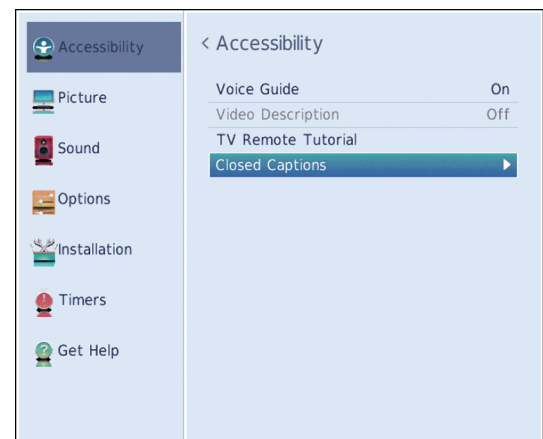 Accessibility
Picture
Sound
Options
Installation
Timers
Get Help
< Accessibility
Voice Guide On
Video Description Off
TV Remote Tutorial
Closed Captions